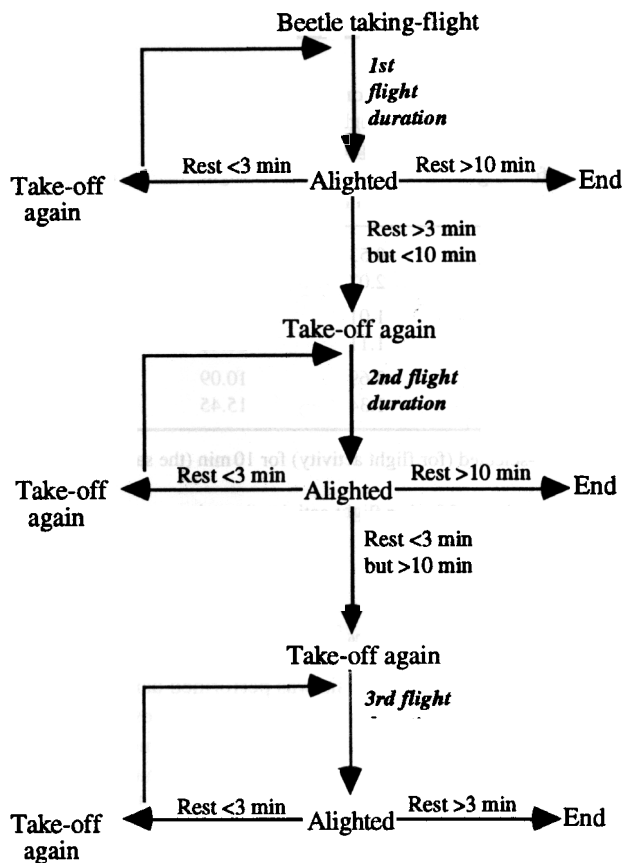 Beetle taking-flight
1st
flight
duration
Rest <3 min
Alighted
Rest >10 min
End
Take-off
again
Rest >3 min
but <10 min
Take-off again
2nd flight
duration
Rest <3 min
Alighted
Rest >10 min
End
Take-off
again
Rest <3 min
but >10 min
Take-off again
3rd flight
Rest <3 min
Alighted
Rest >3 min
End
Take-off
again